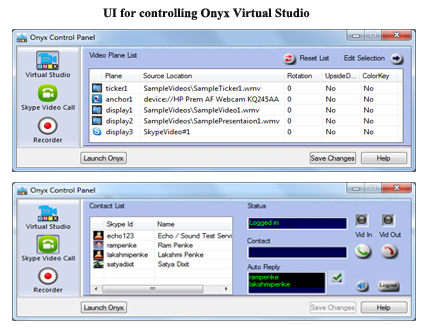 UI for controlling Onyx Virtual Studio
Onyx Control Panel
Virtual Studio
Skype Video Call
Recorder
Video Plane List
Reset List
Edit Selection
Plane Source Location Rotation UpsideD... ColorKey
ticker1 SampleVideos\SampleTicker1.wmv 0 No No
anchor1 device://HP Prem AF Webcam KQ245AA 0 No No
display1 SampleVideos\SampleVideo1.wmv 0 No No
display2 SampleVideos\SamplePresentaion1.wmv 0 No No
display3 SkypeVideo#1 0 No No
Launch Onyx
Save Changes
Help
Onyx Control Panel
Virtual Studio
Skype Video Call
Recorder
Contact List
Skype Id Name
echo123 Echo / Sound Test Servi
rampenke Ram Penke
lakshmipenke Lakshmi Penke
satyadixit Satya Dixit
Status
Logged in
Vid In Vid Out
Contact
Auto Reply
rampenke
lakshmipenke
Logout
Launch Onyx
Save Changes
Help